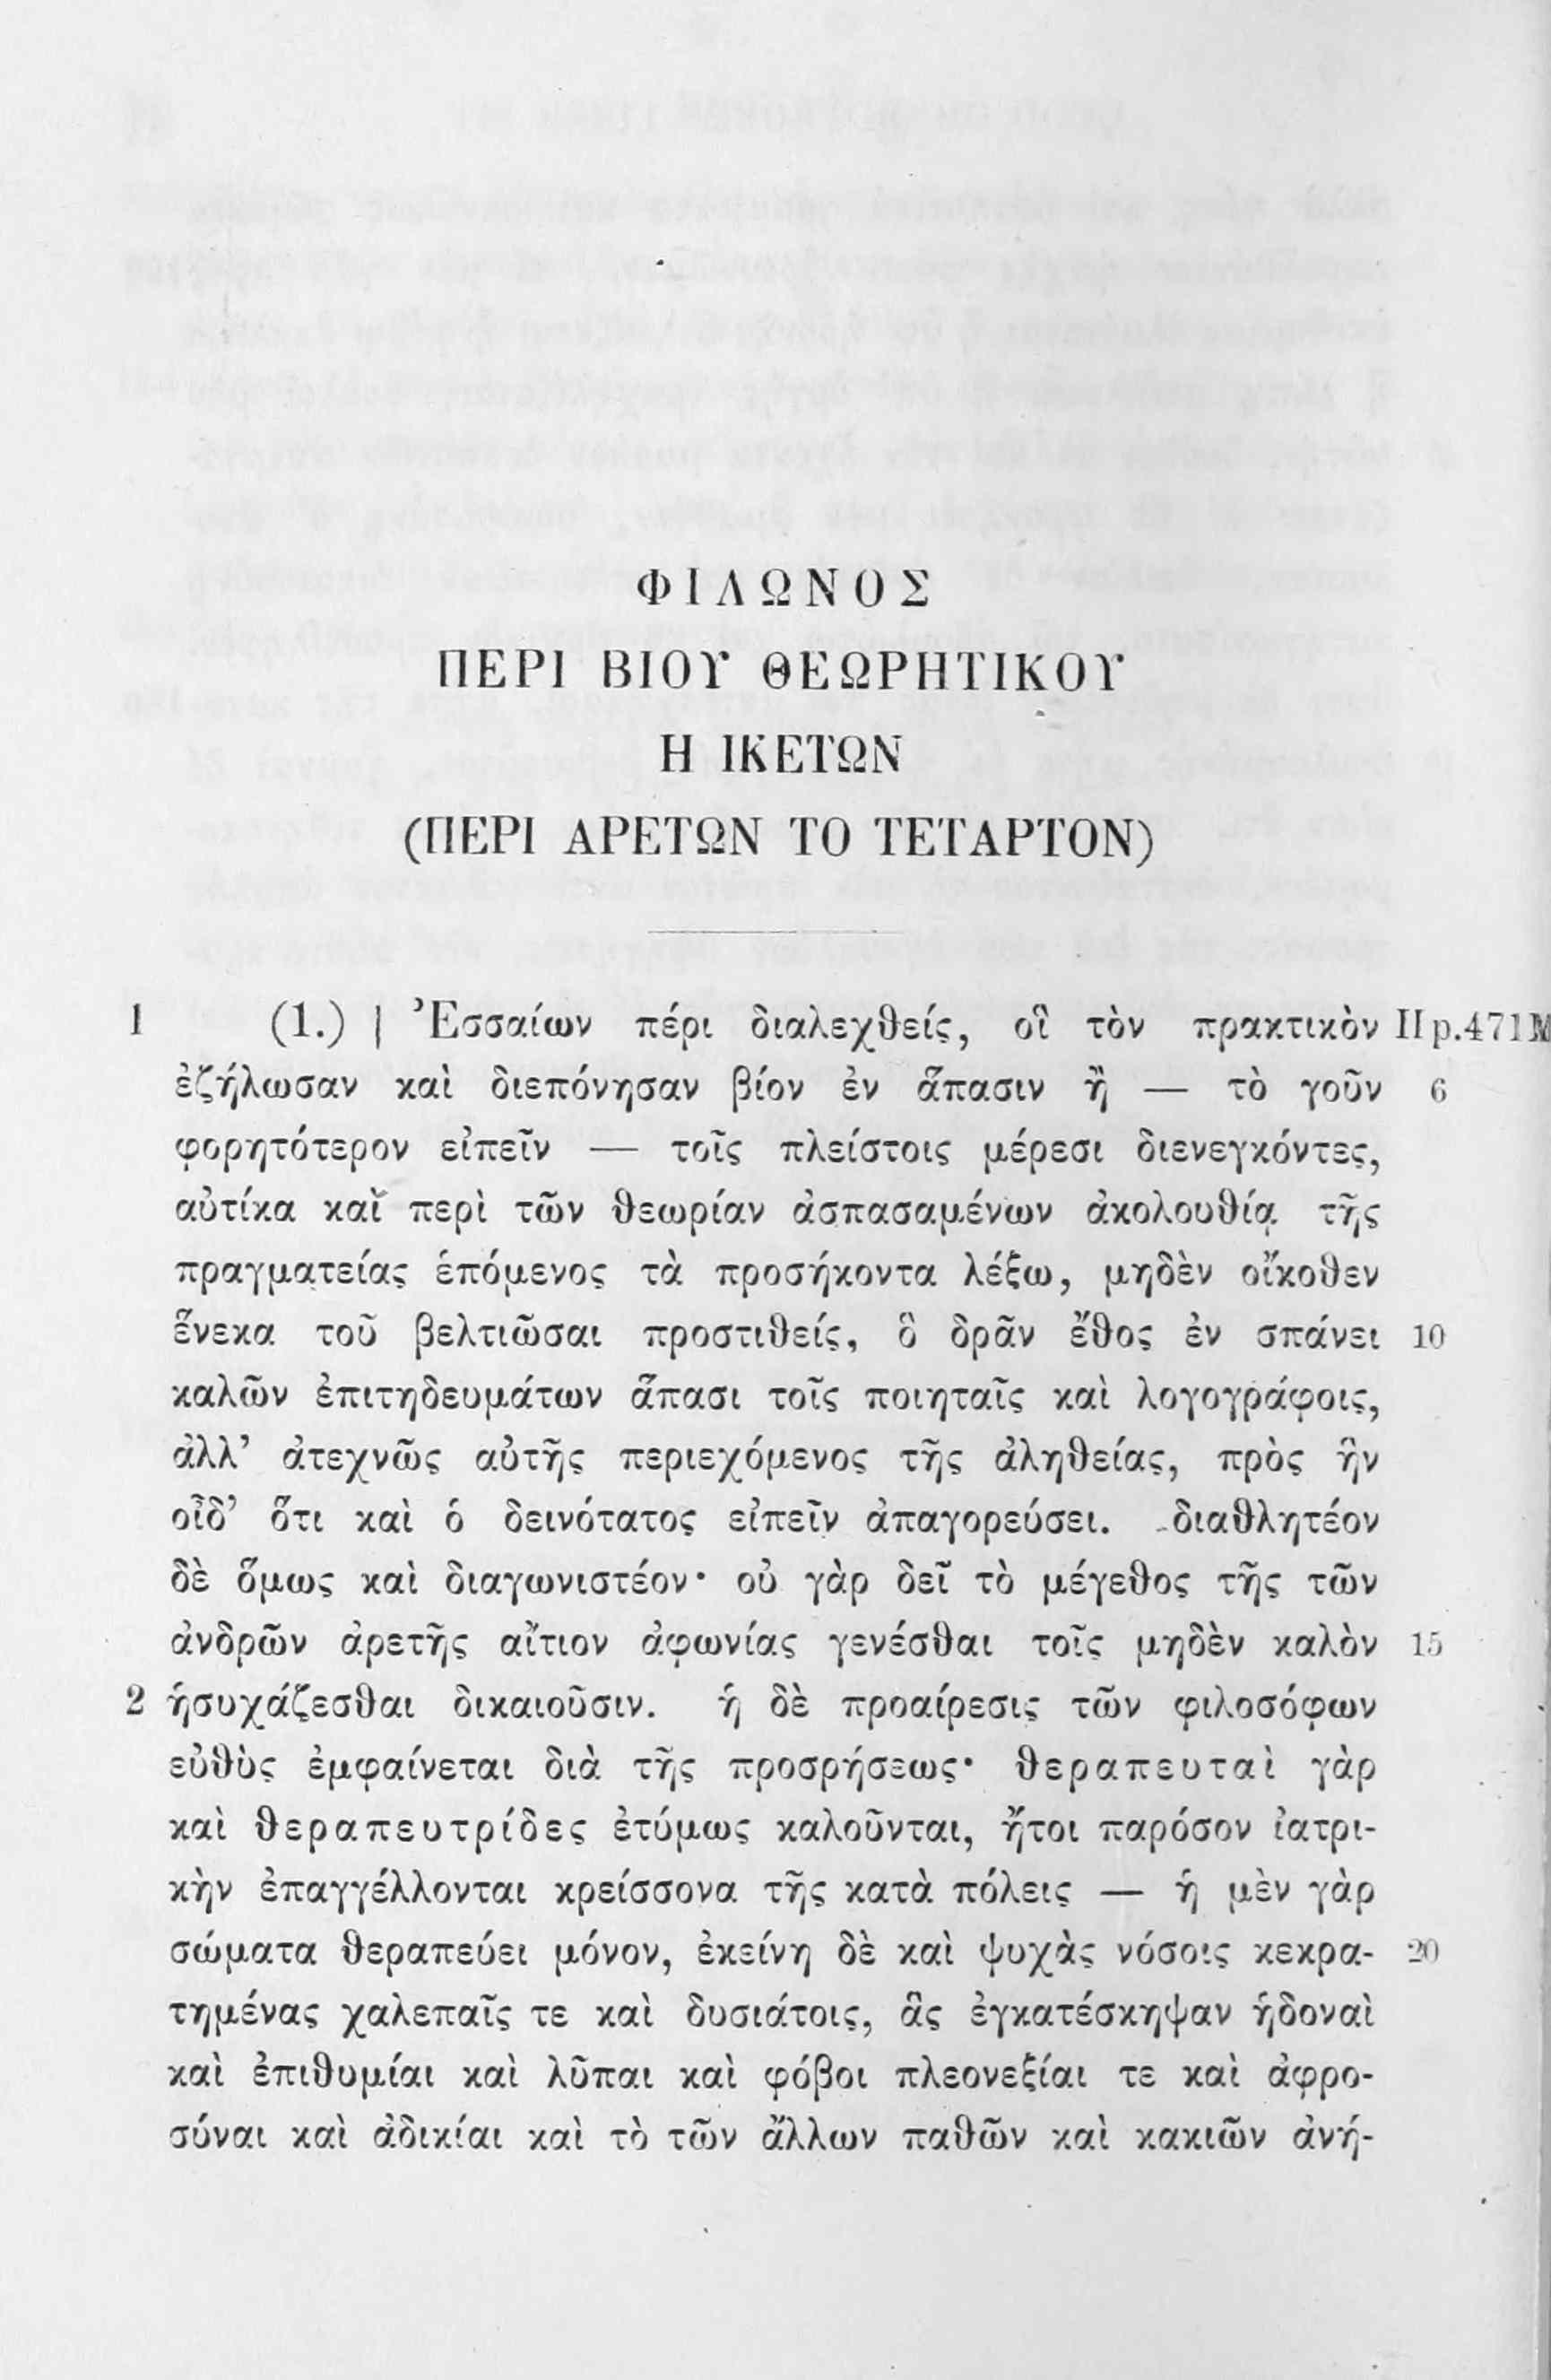 ΦΙΛΩΝΟΣ
ΠΕΡΙ ΒΙΟΥ ΘΕΩΡΗΤΙΚΟΥ
Η ΙΚΕΤΩΝ
(ΠΕΡΙ ΑΡΕΤΩΝ ΤΟ ΤΕΤΑΡΤΟΝ)
1 (1.) | Ἐσσαίων πέρι διαλεχθείς, οἳ τὸν πρακτικὸν II p. 471 M
ἐζήλωσαν καὶ διεπόνησαν βίον ἐν ἅπασιν ἢ — τὸ γοῦν 6
φορητότερον εἰπεῖν — τοῖς πλείστοις μέρεσι διενεγκόντες,
αὐτίκα καὶ περὶ τῶν θεωρίαν ἀσπασαμένων ἀκολουθίᾳ τῆς
πραγματείας ἑπόμενος τὰ προσήκοντα λέξω, μηδὲν οἴκοθεν
ἕνεκα τοῦ βελτιῶσαι προστιθείς, ὃ δρᾶν ἔθος ἐν σπάνει 10
καλῶν ἐπιτηδευμάτων ἅπασι τοῖς ποιηταῖς καὶ λογογράφοις,
ἀλλ’ ἀτεχνῶς αὐτῆς περιεχόμενος τῆς ἀληθείας, πρὸς ἣν
οἶδ’ ὅτι καὶ ὁ δεινότατος εἰπεῖν ἀπαγορεύσει. διαθλητέον
δὲ ὅμως καὶ διαγωνιστέον· οὐ γὰρ δεῖ τὸ μέγεθος τῆς τῶν
ἀνδρῶν ἀρετῆς αἴτιον ἀφωνίας γενέσθαι τοῖς μηδὲν καλὸν 15
2 ἡσυχάζεσθαι δικαιοῦσιν. ἡ δὲ προαίρεσις τῶν φιλοσόφων
εὐθὺς ἐμφαίνεται διὰ τῆς προσρήσεως· θεραπευταὶ γὰρ
καὶ θεραπευτρίδες ἐτύμως καλοῦνται, ἤτοι παρόσον ἰατρι-
κὴν ἐπαγγέλλονται κρείσσονα τῆς κατὰ πόλεις — ἡ μὲν γὰρ
σώματα θεραπεύει μόνον, ἐκείνη δὲ καὶ ψυχὰς νόσοις κεκρα- 20
τημένας χαλεπαῖς τε καὶ δυσιάτοις, ἃς ἐγκατέσκηψαν ἡδοναὶ
καὶ ἐπιθυμίαι καὶ λῦπαι καὶ φόβοι πλεονεξίαι τε καὶ ἀφρο-
σύναι καὶ ἀδικίαι καὶ τὸ τῶν ἄλλων παθῶν καὶ κακιῶν ἀνή-